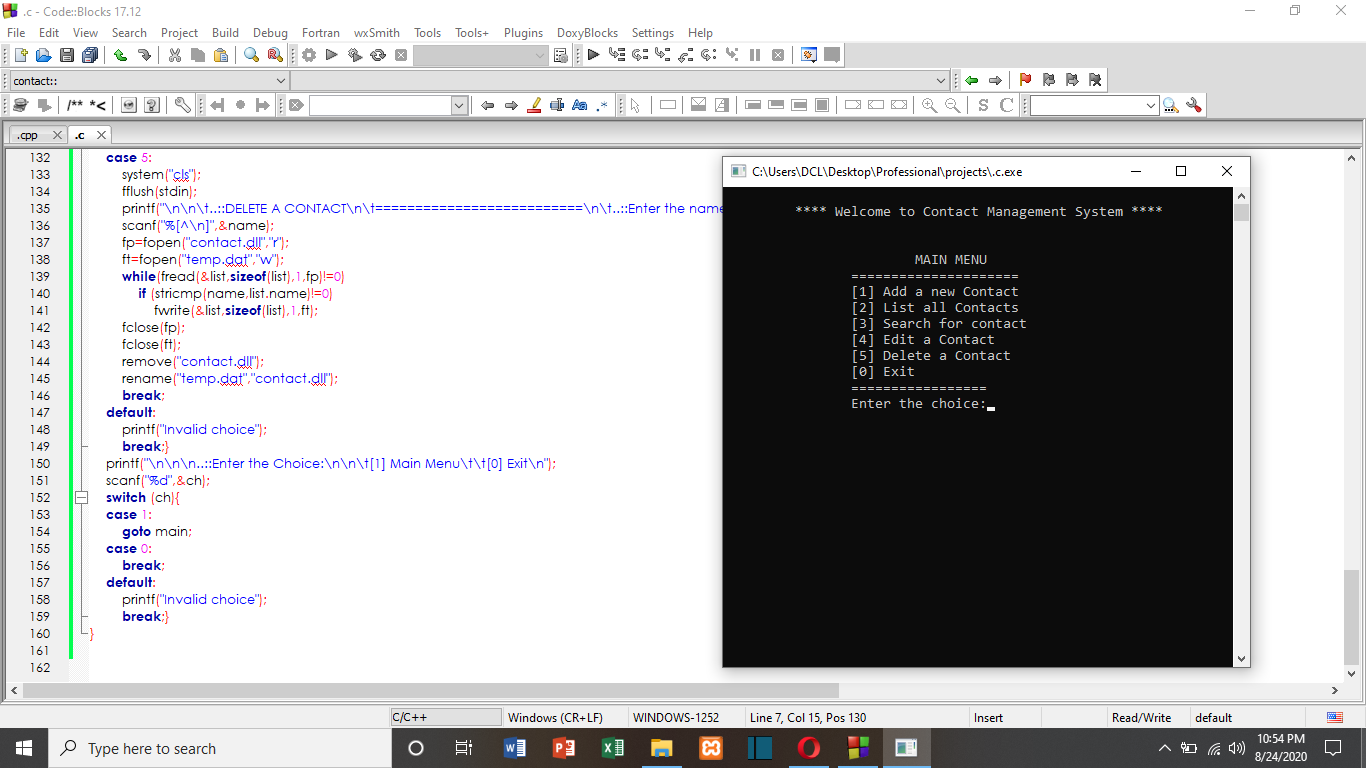 .c - Code::Blocks 17.12
File Edit View Search Project Build Debug Fortran wxSmith Tools Tools+ Plugins DoxyBlocks Settings Help
contact::
/** *<
Aa .*
S C
.cpp .c
132 case 5:
133 system("cls");
134 fflush(stdin);
135 printf("\n\n\t..::DELETE A CONTACT\n\t==========================\n\t..::Enter the name
136 scanf("%[^\n]",&name);
137 fp=fopen("contact.dll","r");
138 ft=fopen("temp.dat","w");
139 while(fread(&list,sizeof(list),1,fp)!=0)
140 if (stricmp(name,list.name)!=0)
141 fwrite(&list,sizeof(list),1,ft);
142 fclose(fp);
143 fclose(ft);
144 remove("contact.dll");
145 rename("temp.dat","contact.dll");
146 break;
147 default:
148 printf("Invalid choice");
149 break;}
150 printf("\n\n\n..::Enter the Choice:\n\n\t[1] Main Menu\t\t[0] Exit\n");
151 scanf("%d",&ch);
152 switch (ch){
153 case 1:
154 goto main;
155 case 0:
156 break;
157 default:
158 printf("Invalid choice");
159 break;}
160 }
161
162
C:\Users\DCL\Desktop\Professional\projects\.c.exe
**** Welcome to Contact Management System ****
MAIN MENU
=====================
[1] Add a new Contact
[2] List all Contacts
[3] Search for contact
[4] Edit a Contact
[5] Delete a Contact
[0] Exit
=================
Enter the choice:
C/C++ Windows (CR+LF) WINDOWS-1252 Line 7, Col 15, Pos 130 Insert Read/Write default
Type here to search
10:54 PM
8/24/2020